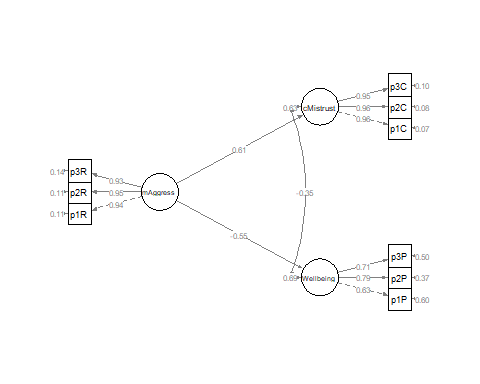 p3C
0.10
0.95
p2C
0.08
0.96
p1C
0.07
0.96
0.63
cMistrust
0.61
0.14
p3R
0.93
0.11
p2R
0.95
mAggress
0.11
p1R
0.94
-0.35
-0.55
p3P
0.50
0.71
p2P
0.37
0.79
p1P
0.60
0.63
0.69
Wellbeing